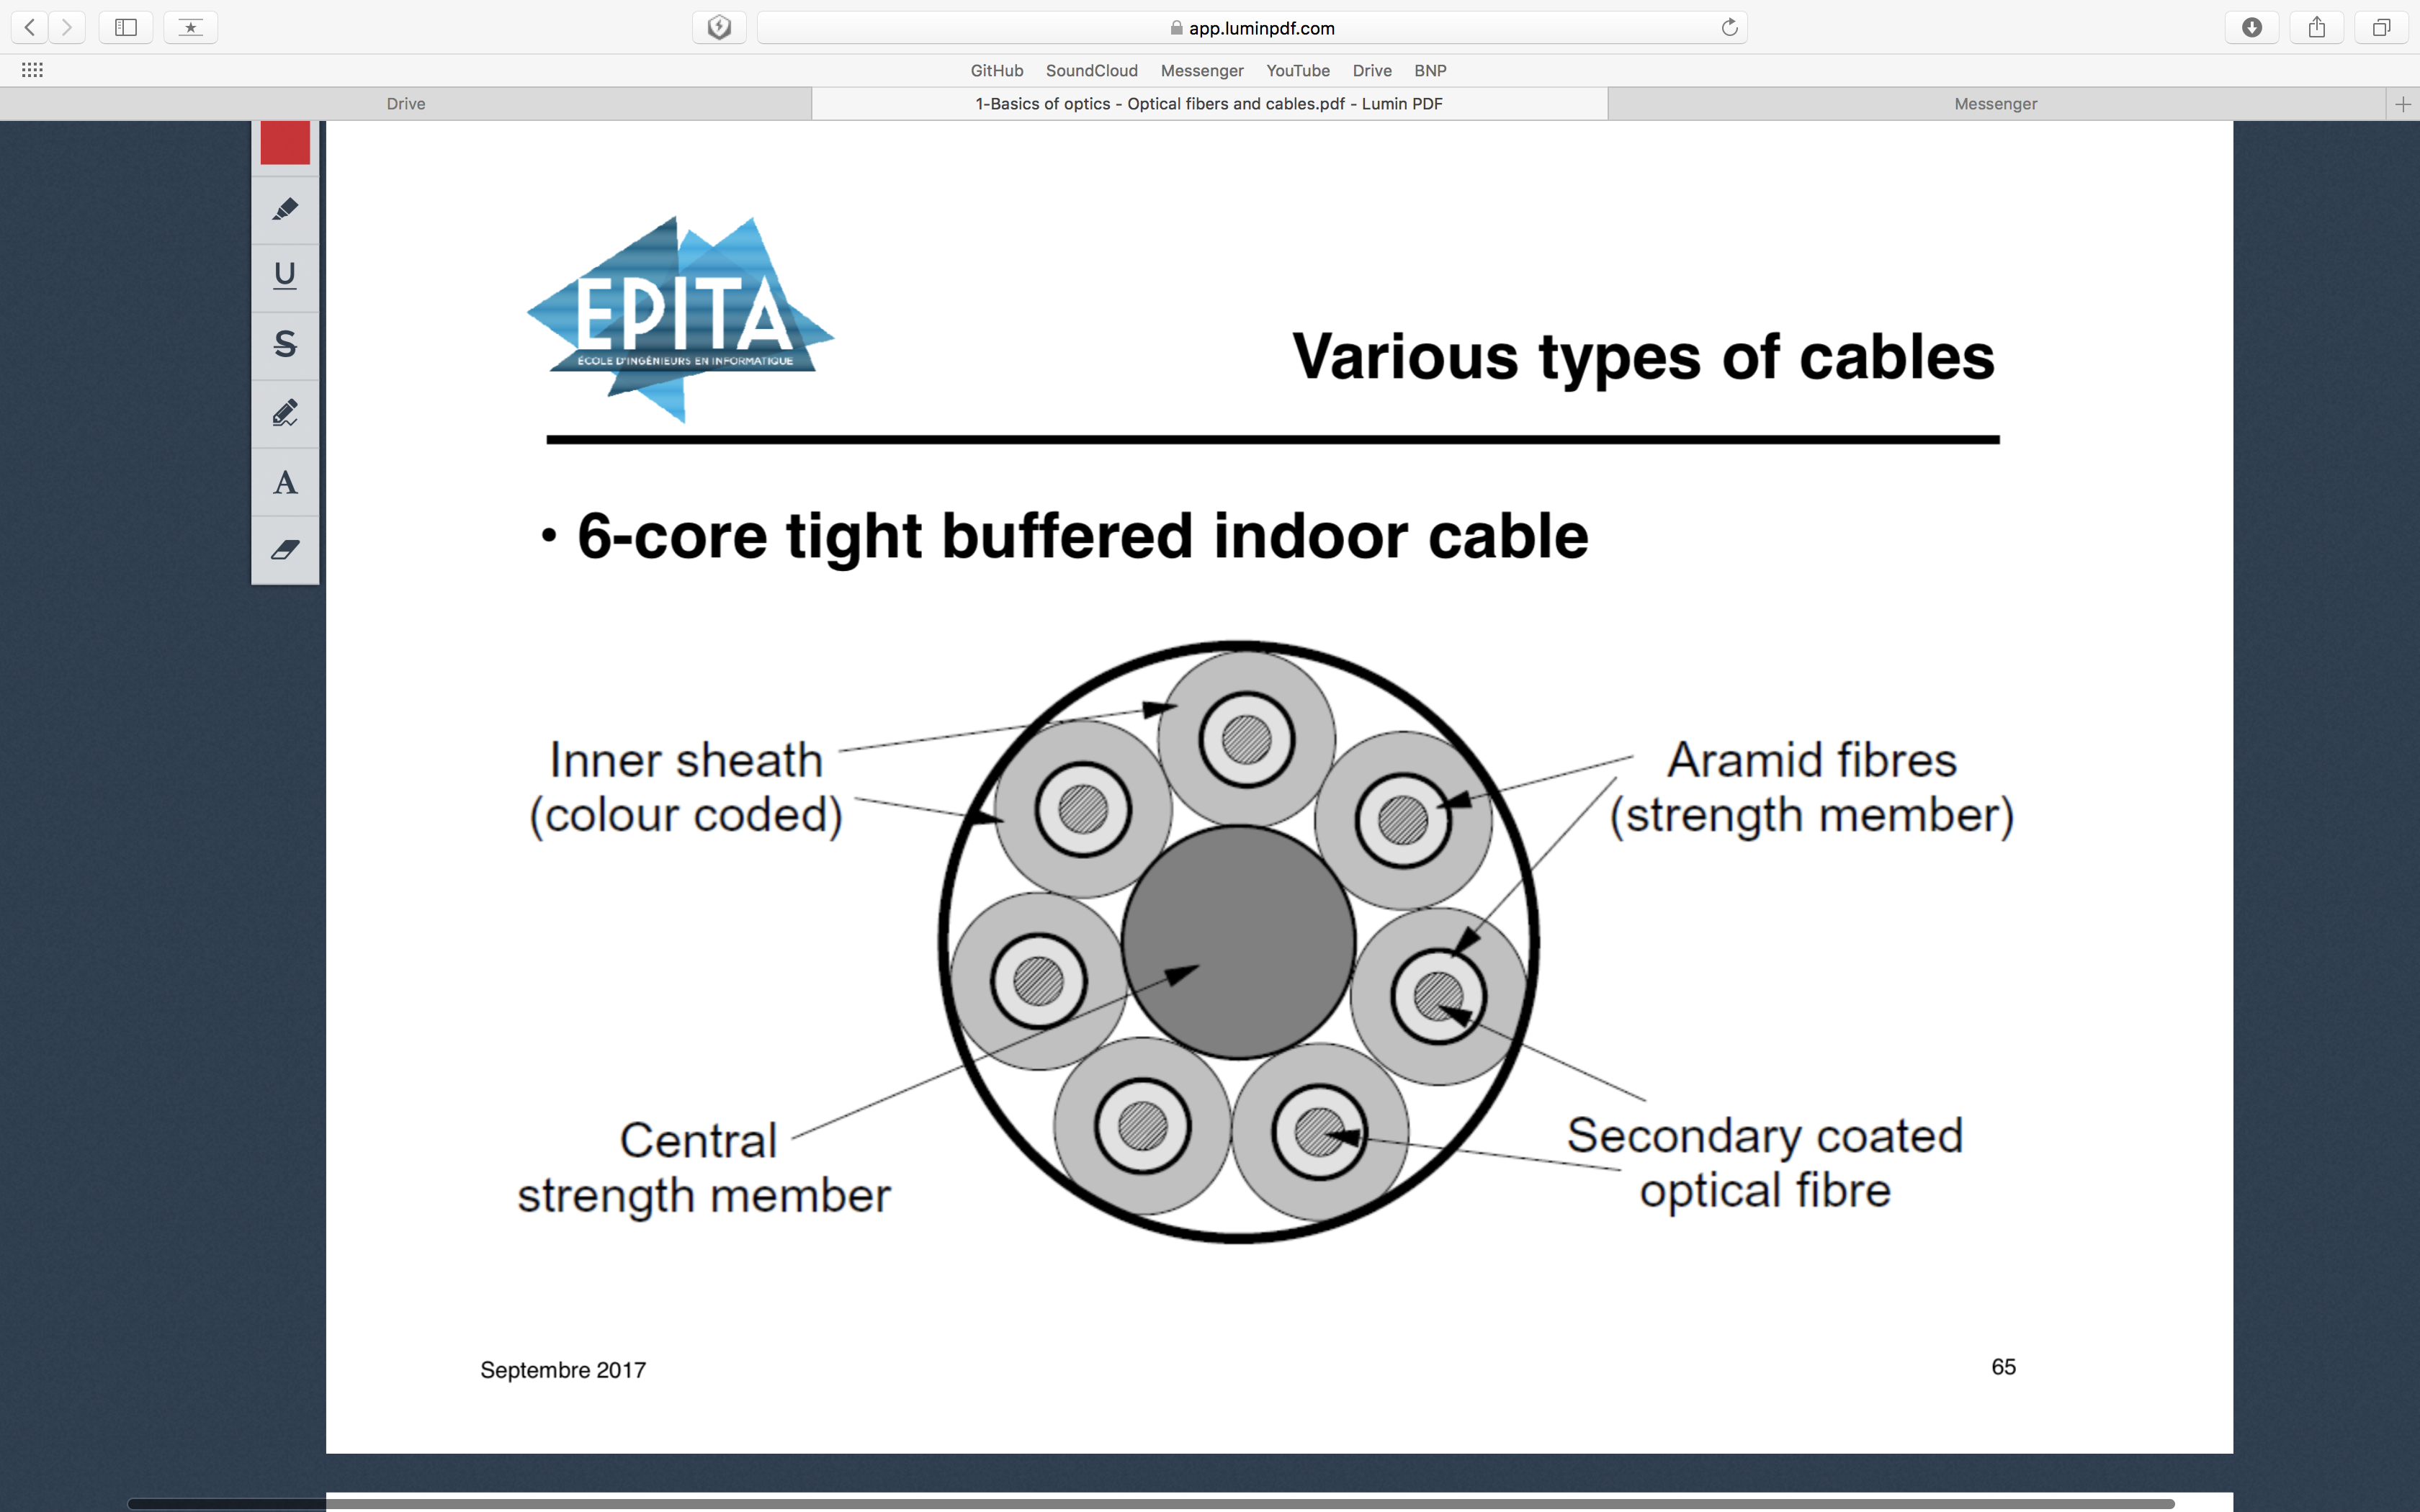 app.luminpdf.com
GitHub SoundCloud Messenger YouTube Drive BNP
Drive
1-Basics of optics - Optical fibers and cables.pdf - Lumin PDF
Messenger
U
S
A
EPITA
ÉCOLE D'INGÉNIEURS EN INFORMATIQUE
Various types of cables
• 6-core tight buffered indoor cable
Inner sheath
(colour coded)
Aramid fibres
(strength member)
Central
strength member
Secondary coated
optical fibre
Septembre 2017
65